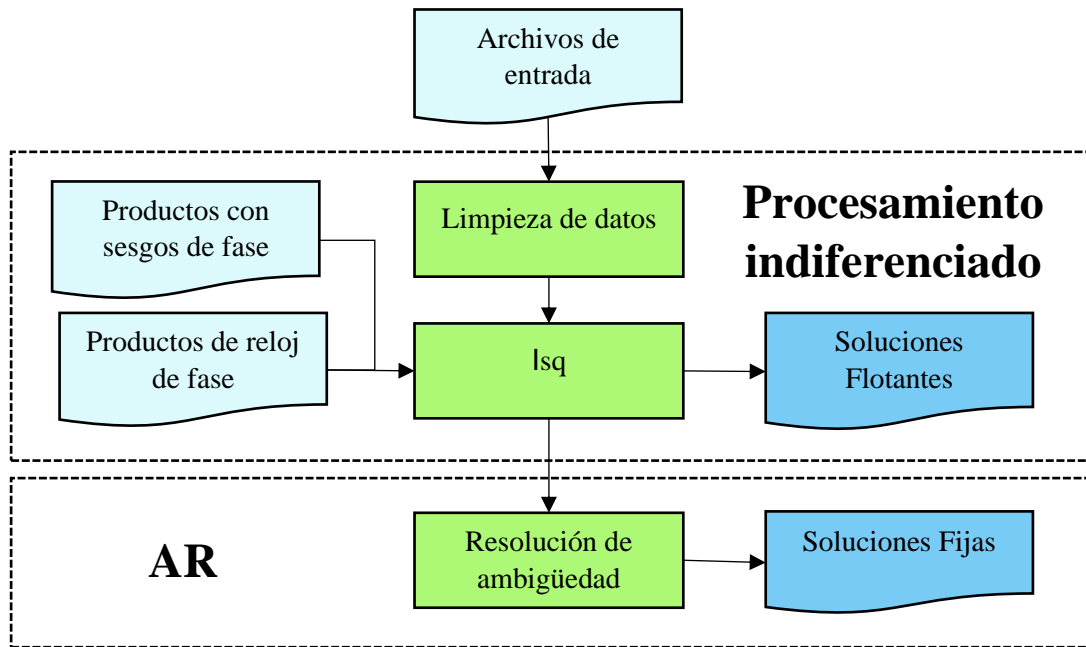 Archivos de
entrada
Productos con
sesgos de fase
Limpieza de datos
Procesamiento
indiferenciado
Productos de reloj
de fase
lsq
Soluciones
Flotantes
AR
Resolución de
ambigüedad
Soluciones Fijas